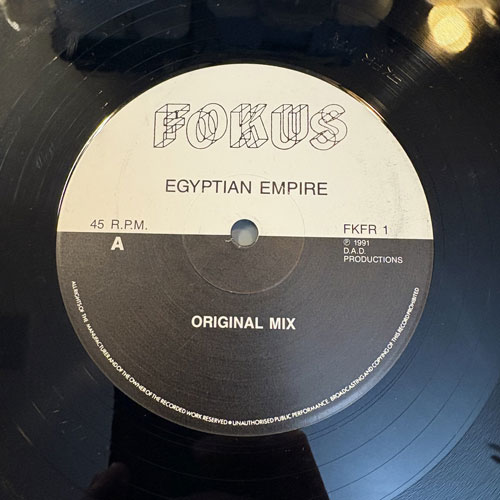 FOKUS
EGYPTIAN EMPIRE
45 R.P.M.
A
FKFR 1
℗ 1991
D.A.D.
PRODUCTIONS
ORIGINAL MIX
ALL RIGHTS OF THE MANUFACTURER AND OF THE OWNER OF THE RECORDED WORK RESERVED ● UNAUTHORISED PUBLIC PERFORMANCE, BROADCASTING AND COPYING OF THIS RECORD PROHIBITED